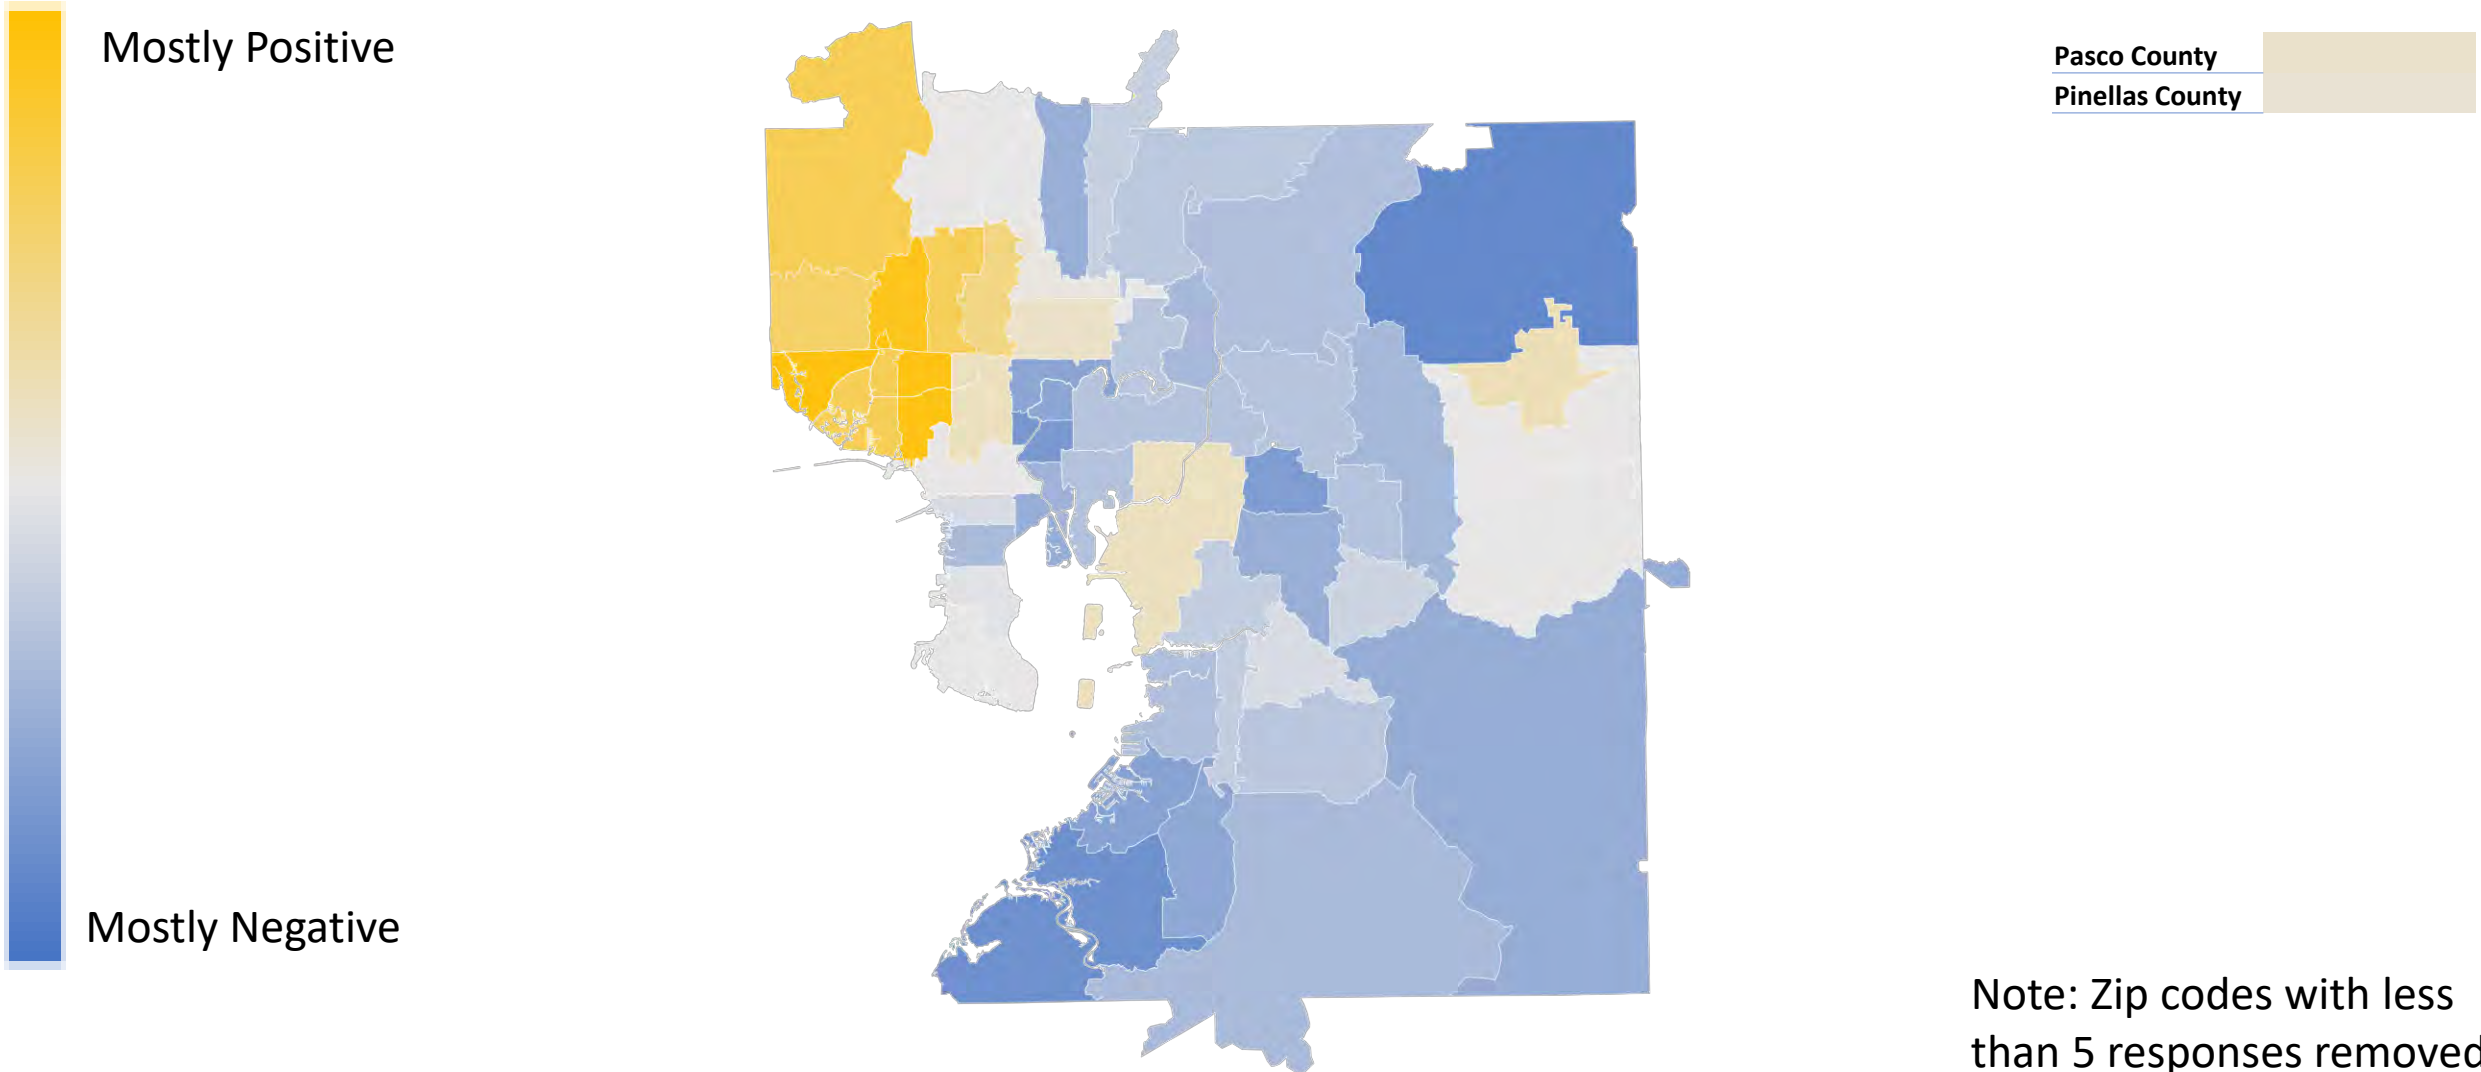 Mostly Positive
Pasco County
Pinellas County
Mostly Negative
Note: Zip codes with less
than 5 responses removed